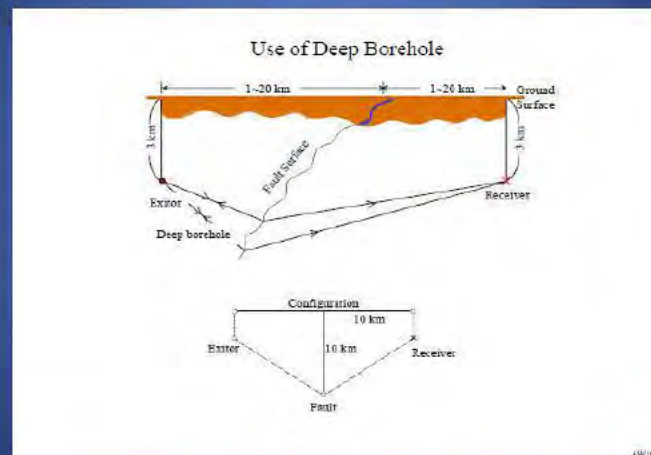 Use of Deep Borehole
1~20 km
1~20 km
Ground
Surface
3 km
3 km
Fault Surface
Exitor
Receiver
Deep borehole
Configuration
10 km
Exitor
10 km
Receiver
Fault